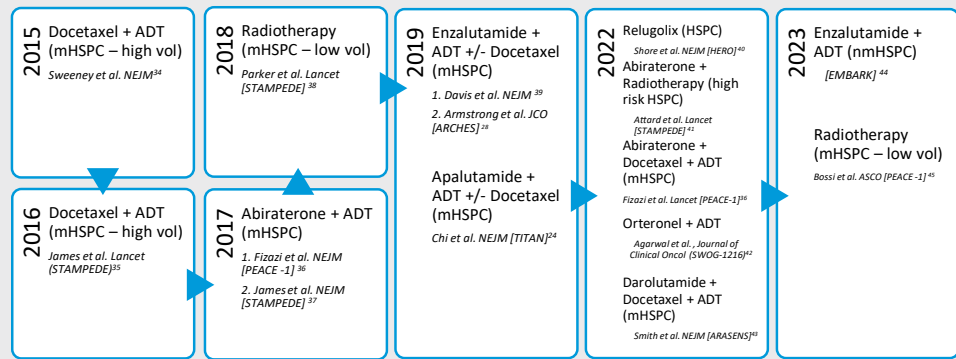 2015
Docetaxel + ADT
(mHSPC – high vol)
Sweeney et al. NEJM34
2016
Docetaxel + ADT
(mHSPC – high vol)
James et al. Lancet
(STAMPEDE)35
2017
Abiraterone + ADT
(mHSPC)
1. Fizazi et al. NEJM
[PEACE -1] 36
2. James et al. NEJM
[STAMPEDE] 37
2018
Radiotherapy
(mHSPC – low vol)
Parker et al. Lancet
[STAMPEDE] 38
2019
Enzalutamide +
ADT +/- Docetaxel
(mHSPC)
1. Davis et al. NEJM 39
2. Armstrong et al. JCO
[ARCHES] 28
Apalutamide +
ADT +/- Docetaxel
(mHSPC)
Chi et al. NEJM [TITAN]24
2022
Relugolix (HSPC)
Shore et al. NEJM [HERO]40
Abiraterone +
Radiotherapy (high
risk HSPC)
Attard et al. Lancet
[STAMPEDE] 41
Abiraterone +
Docetaxel + ADT
(mHSPC)
Fizazi et al. Lancet [PEACE-1]36
Orteronel + ADT
Agarwal et al., Journal of
Clinical Oncol (SWOG-1216)42
Darolutamide +
Docetaxel + ADT
(mHSPC)
Smith et al. NEJM [ARASENS]43
2023
Enzalutamide +
ADT (nmHSPC)
[EMBARK] 44
Radiotherapy
(mHSPC – low vol)
Bossi et al. ASCO [PEACE -1] 45